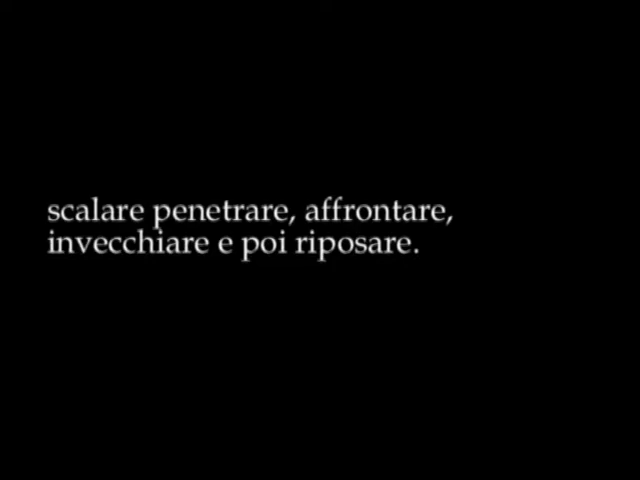 scalare penetrare, affrontare,
invecchiare e poi riposare.